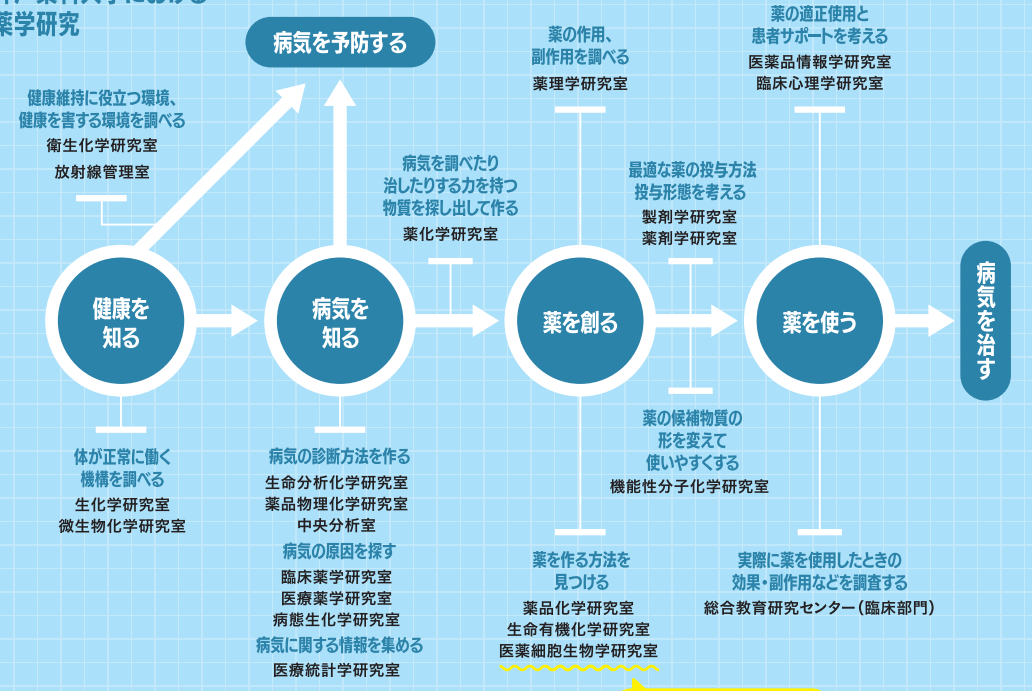 薬学研究
病気を予防する
健康維持に役立つ環境、
健康を害する環境を調べる
衛生化学研究室
放射線管理室
病気を調べたり
治したりする力を持つ
物質を探し出して作る
薬化学研究室
薬の作用、
副作用を調べる
薬理学研究室
最適な薬の投与方法
投与形態を考える
製剤学研究室
薬剤学研究室
薬の適正使用と
患者サポートを考える
医薬品情報学研究室
臨床心理学研究室
健康を
知る
病気を
知る
薬を創る
薬を使う
病気を治す
体が正常に働く
機構を調べる
生化学研究室
微生物化学研究室
病気の診断方法を作る
生命分析化学研究室
薬品物理化学研究室
中央分析室
病気の原因を探す
臨床薬学研究室
医療薬学研究室
病態生化学研究室
病気に関する情報を集める
医療統計学研究室
薬の候補物質の
形を変えて
使いやすくする
機能性分子化学研究室
薬を作る方法を
見つける
薬品化学研究室
生命有機化学研究室
医薬細胞生物学研究室
実際に薬を使用したときの
効果・副作用などを調査する
総合教育研究センター（臨床部門）